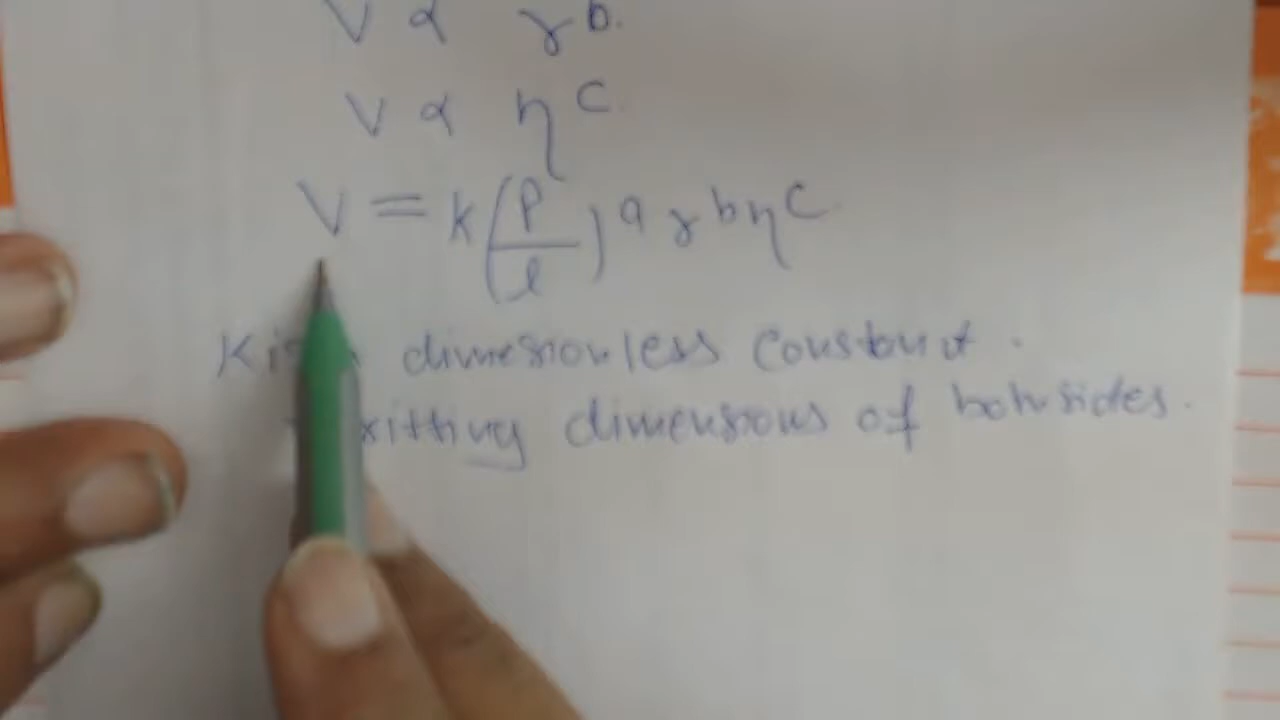 V ∝ r^b.
V ∝ η^c.
V = K(P/l)^a r^b η^c
K dimensionless constant.
dimensions of both sides.